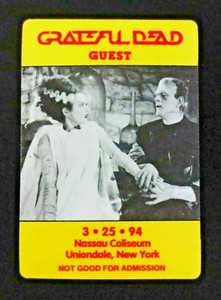 GRATEFUL DEAD
GUEST
3 • 25 • 94
Nassau Coliseum
Uniondale, New York
NOT GOOD FOR ADMISSION